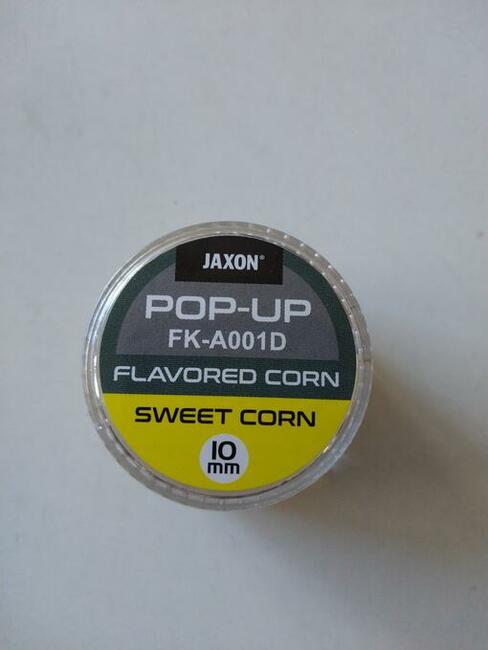 JAXON®
POP-UP
FK-A001D
FLAVORED CORN
SWEET CORN
10
mm